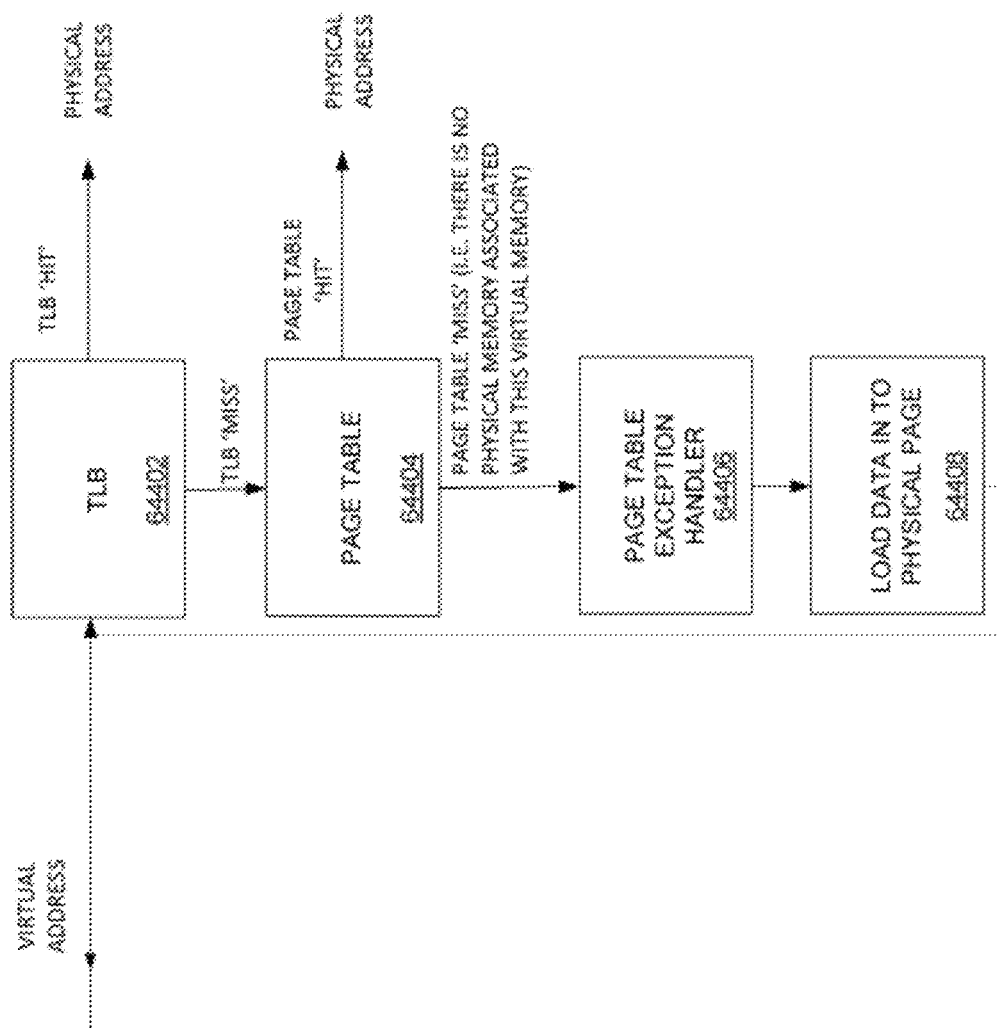 VIRTUAL
ADDRESS
TLB
64402
TLB 'HIT'
PHYSICAL
ADDRESS
TLB 'MISS'
PAGE TABLE
64404
PAGE TABLE
'HIT'
PHYSICAL
ADDRESS
PAGE TABLE 'MISS' (I.E. THERE IS NO
PHYSICAL MEMORY ASSOCIATED
WITH THIS VIRTUAL MEMORY)
PAGE TABLE
EXCEPTION
HANDLER
64406
LOAD DATA IN TO
PHYSICAL PAGE
64408